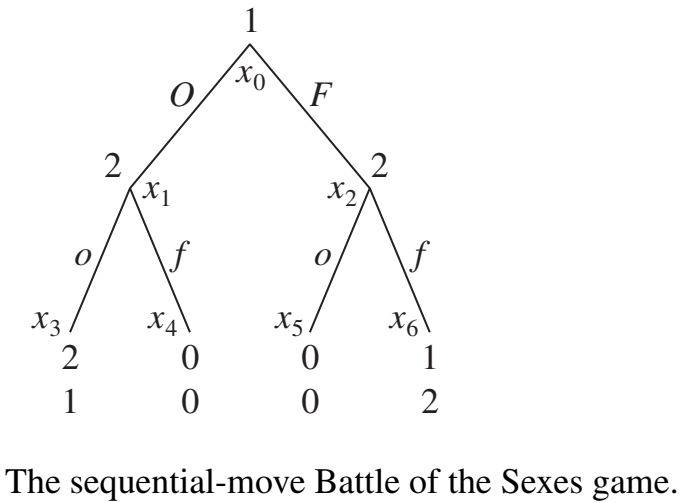 1
x₀
O F
2 2
x₁ x₂
o f o f
x₃ x₄ x₅ x₆
2 0 0 1
1 0 0 2
The sequential-move Battle of the Sexes game.